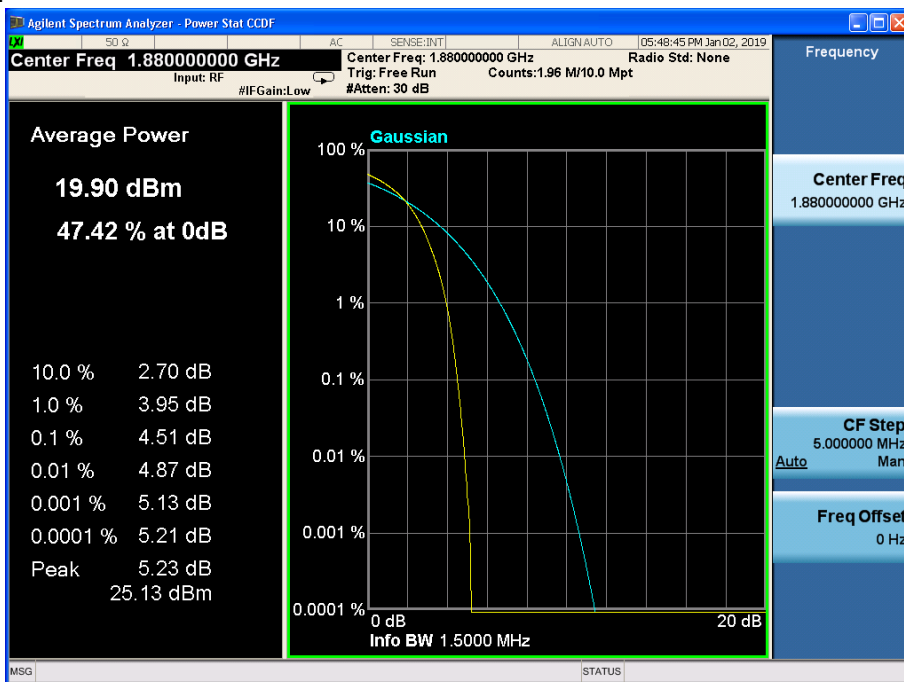 Agilent Spectrum Analyzer - Power Stat CCDF
LXI 50 Ω AC SENSE:INT ALIGN AUTO 05:48:45 PM Jan 02, 2019
Center Freq 1.880000000 GHz
Input: RF
#IFGain:Low
Center Freq: 1.880000000 GHz
Radio Std: None
Trig: Free Run
Counts:1.96 M/10.0 Mpt
#Atten: 30 dB
Average Power
19.90 dBm
47.42 % at 0dB
10.0 % 2.70 dB
1.0 % 3.95 dB
0.1 % 4.51 dB
0.01 % 4.87 dB
0.001 % 5.13 dB
0.0001 % 5.21 dB
Peak 5.23 dB
25.13 dBm
Gaussian
100 %
10 %
1 %
0.1 %
0.01 %
0.001 %
0.0001 %
0 dB
20 dB
Info BW 1.5000 MHz
Frequency
Center Freq
1.880000000 GHz
CF Step
5.000000 MHz
Auto Man
Freq Offset
0 Hz
MSG
STATUS